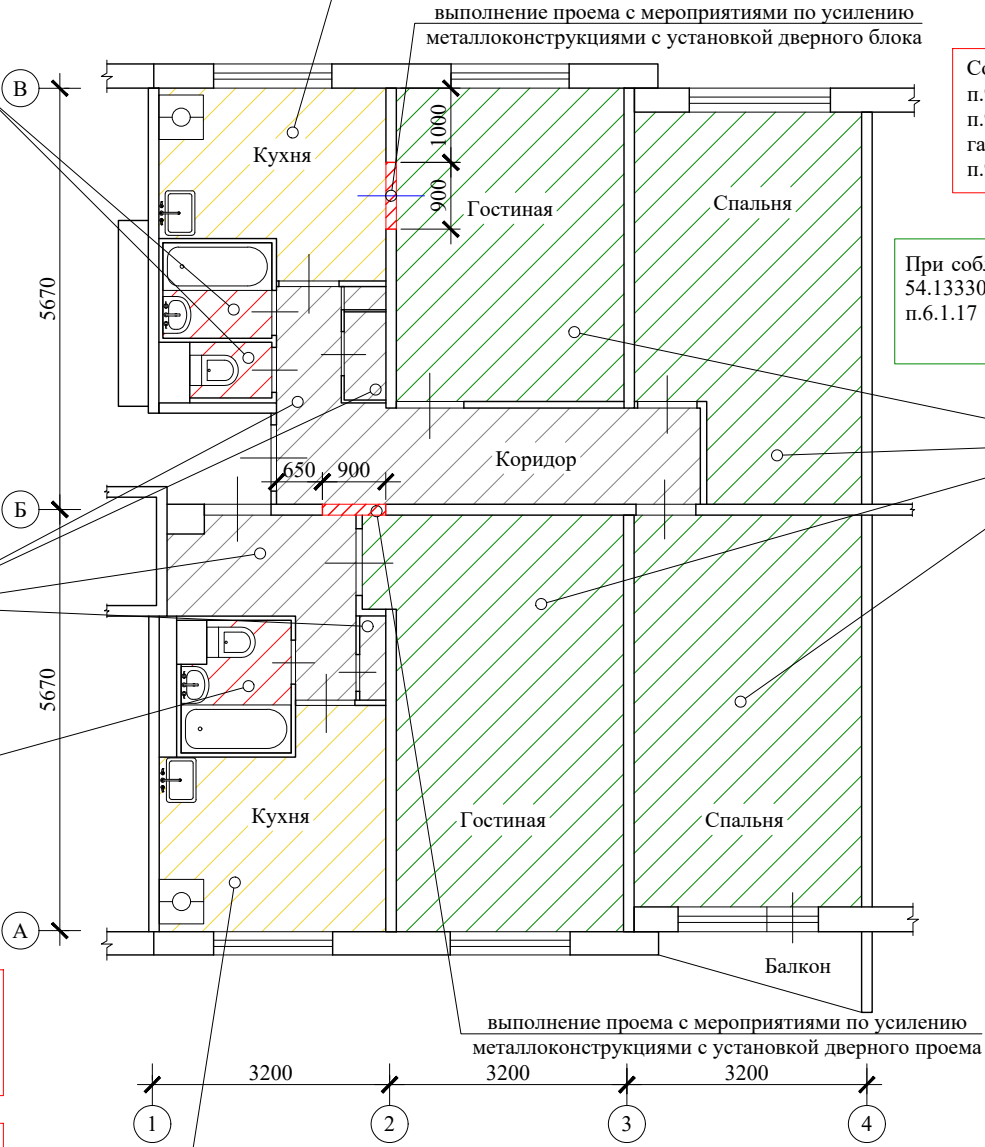 выполнение проема с мероприятиями по усилению
металлоконструкциями с установкой дверного блока
В
1000
Кухня
900
Гостиная
Спальня
п.
п.
п.
При
54.13330
п.6.1.17
5670
Коридор
650
900
Б
5670
Кухня
Гостиная
Спальня
А
Балкон
выполнение проема с мероприятиями по усилению
металлоконструкциями с установкой дверного проема
3200
3200
3200
1
2
3
4